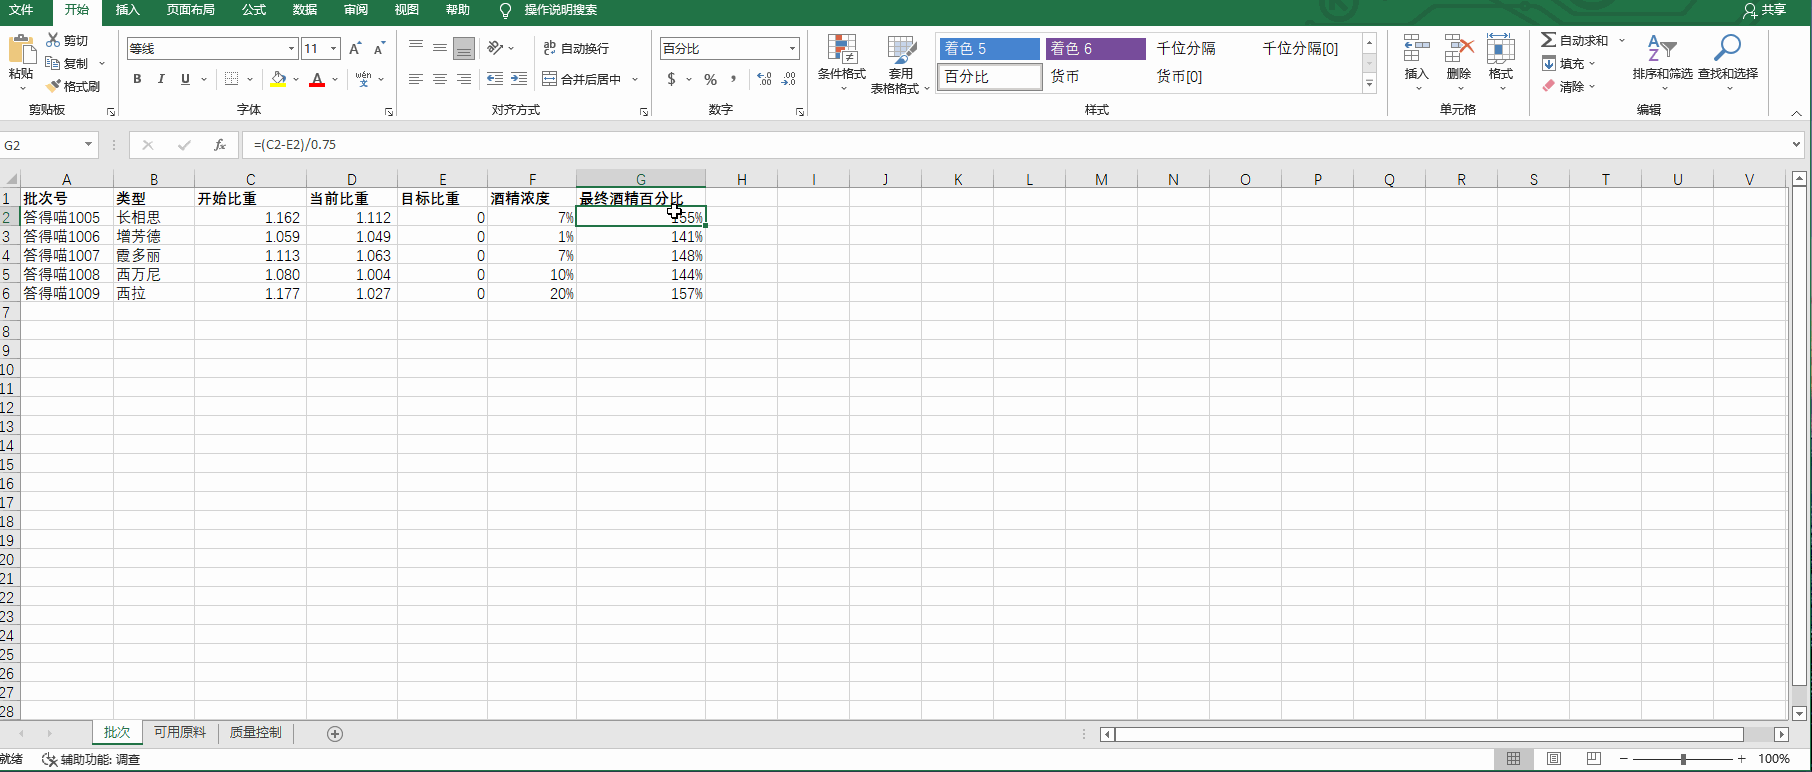 文件 开始 插入 页面布局 公式 数据 审阅 视图 帮助 操作说明搜索 共享
剪切 等线 11 A A ab 自动换行 百分比 着色 5 着色 6 千位分隔 千位分隔[0] 自动求和
粘贴 复制 条件格式 套用 插入 删除 格式 填充 排序和筛选 查找和选择
格式刷 B I U A wén 文 合并后居中 $ % , 表格格式 百分比 货币 货币[0] 清除
剪贴板 字体 对齐方式 数字 样式 单元格 编辑
G2 fx =(C2-E2)/0.75
A B C D E F G H I J K L M N O P Q R S T U V
1 批次号 类型 开始比重 当前比重 目标比重 酒精浓度 最终酒精百分比
2 答得喵1005 长相思 1.162 1.112 0 7% 155%
3 答得喵1006 增芳德 1.059 1.049 0 1% 141%
4 答得喵1007 霞多丽 1.113 1.063 0 7% 148%
5 答得喵1008 西万尼 1.080 1.004 0 10% 144%
6 答得喵1009 西拉 1.177 1.027 0 20% 157%
7
8
9
10
11
12
13
14
15
16
17
18
19
20
21
22
23
24
25
26
27
28
批次 可用原料 质量控制
就绪 辅助功能: 调查 100%